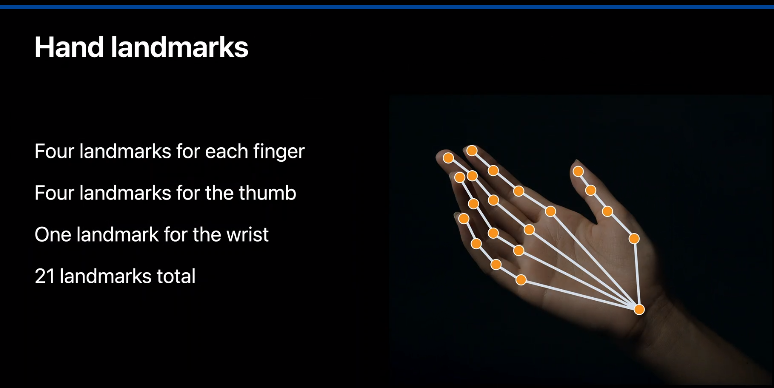 Hand landmarks
Four landmarks for each finger
Four landmarks for the thumb
One landmark for the wrist
21 landmarks total